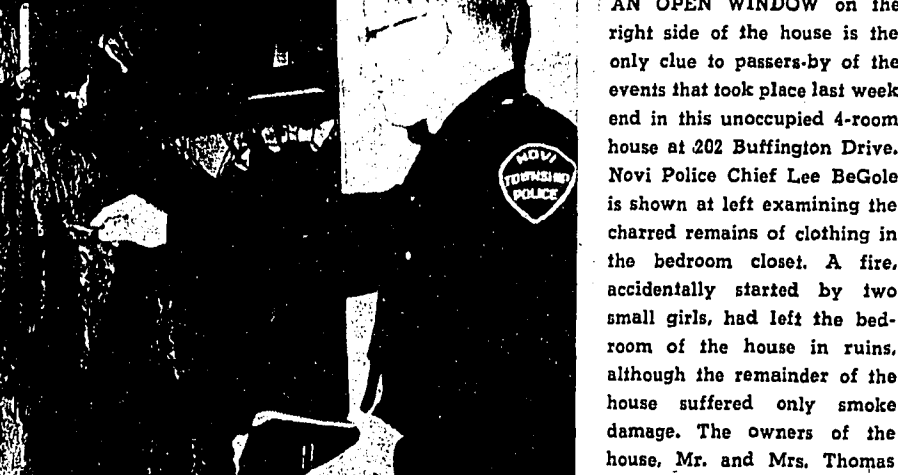 NOVI
TOWNSHIP
POLICE
AN OPEN WINDOW on the
right side of the house is the
only clue to passers-by of the
events that took place last week
end in this unoccupied 4-room
house at 202 Buffington Drive.
Novi Police Chief Lee BeGole
is shown at left examining the
charred remains of clothing in
the bedroom closet. A fire,
accidentally started by two
small girls, had left the bed-
room of the house in ruins,
although the remainder of the
house suffered only smoke
damage. The owners of the
house, Mr. and Mrs. Thomas